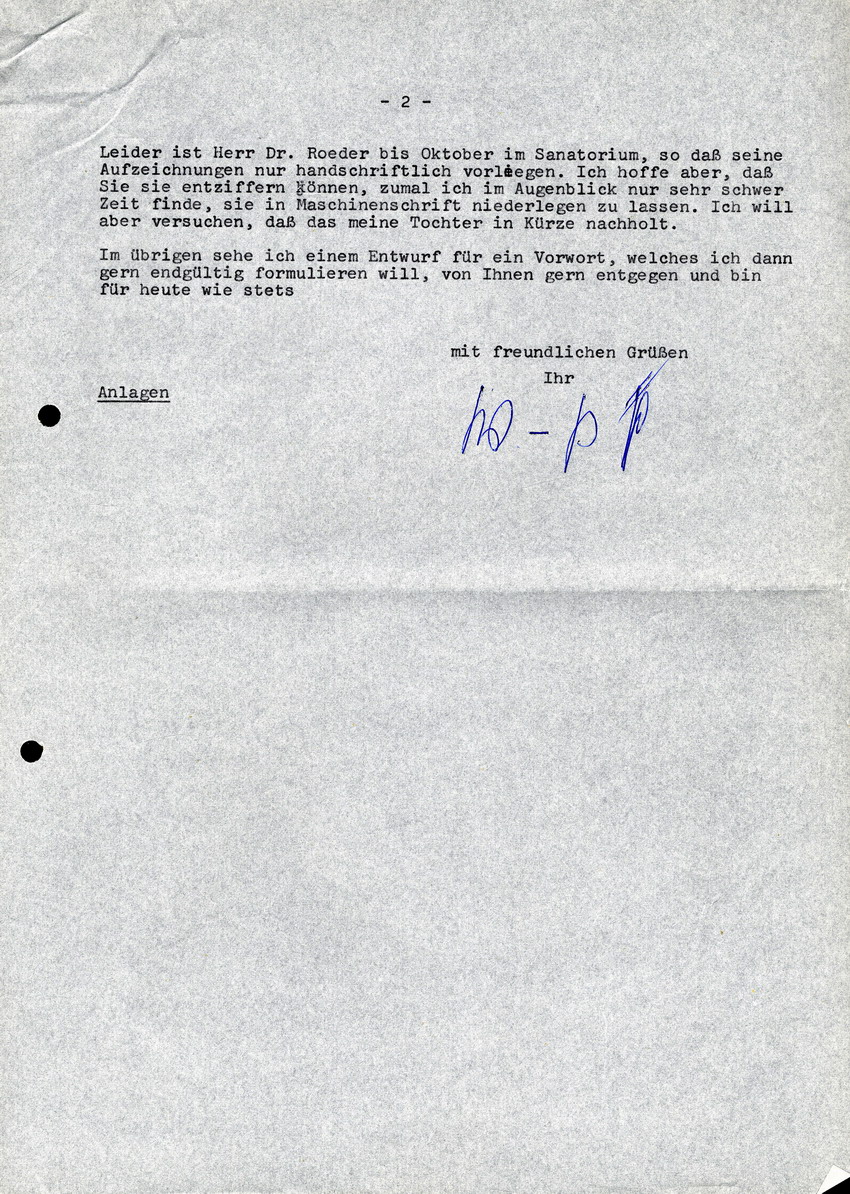 - 2 -
Leider ist Herr Dr. Roeder bis Oktober im Sanatorium, so daß seine
Aufzeichnungen nur handschriftlich vorliegen. Ich hoffe aber, daß
Sie sie entziffern können, zumal ich im Augenblick nur sehr schwer
Zeit finde, sie in Maschinenschrift niederlegen zu lassen. Ich will
aber versuchen, daß das meine Tochter in Kürze nachholt.
Im übrigen sehe ich einem Entwurf für ein Vorwort, welches ich dann
gern endgültig formulieren will, von Ihnen gern entgegen und bin
für heute wie stets
mit freundlichen Grüßen
Ihr
Anlagen